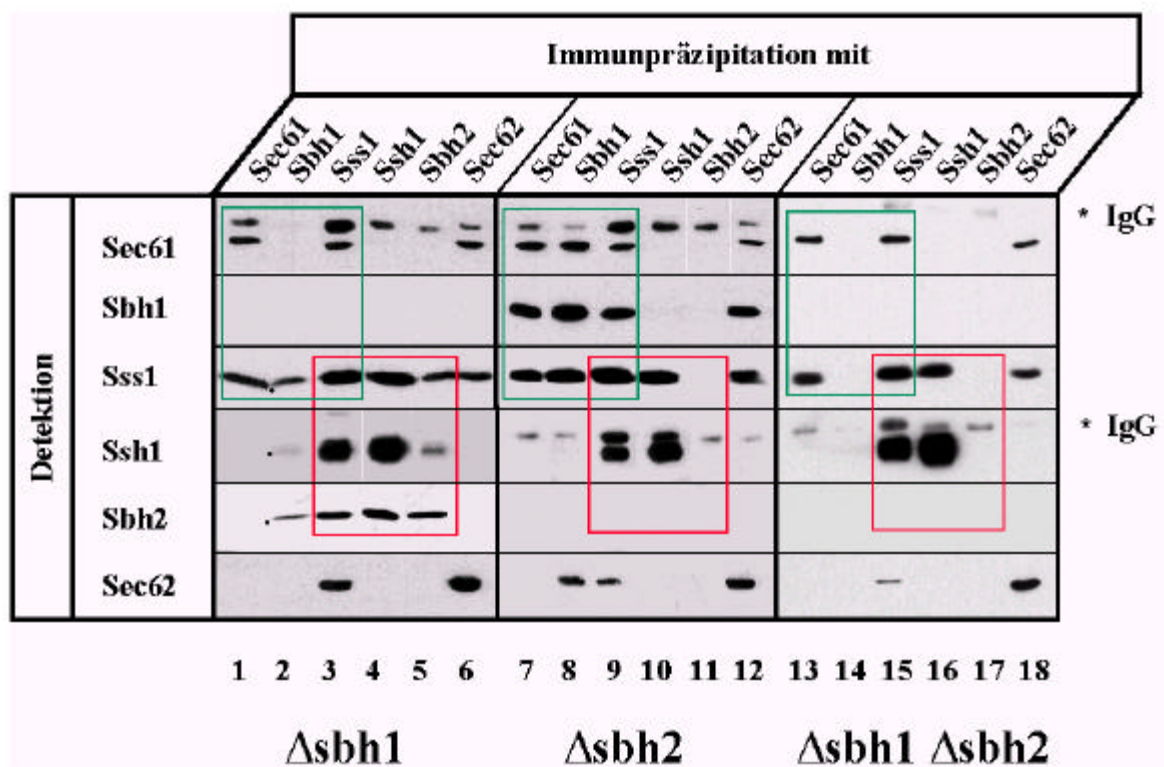 Immunpräzipitation mit
Sec61 Sbh1 Sss1 Ssh1 Sbh2 Sec62 Sec61 Sbh1 Sss1 Ssh1 Sbh2 Sec62 Sec61 Sbh1 Sss1 Ssh1 Sbh2 Sec62
Detektion
Sec61
* IgG
Sbh1
Sss1
Ssh1
* IgG
Sbh2
Sec62
1 2 3 4 5 6 7 8 9 10 11 12 13 14 15 16 17 18
Δsbh1 Δsbh2 Δsbh1 Δsbh2